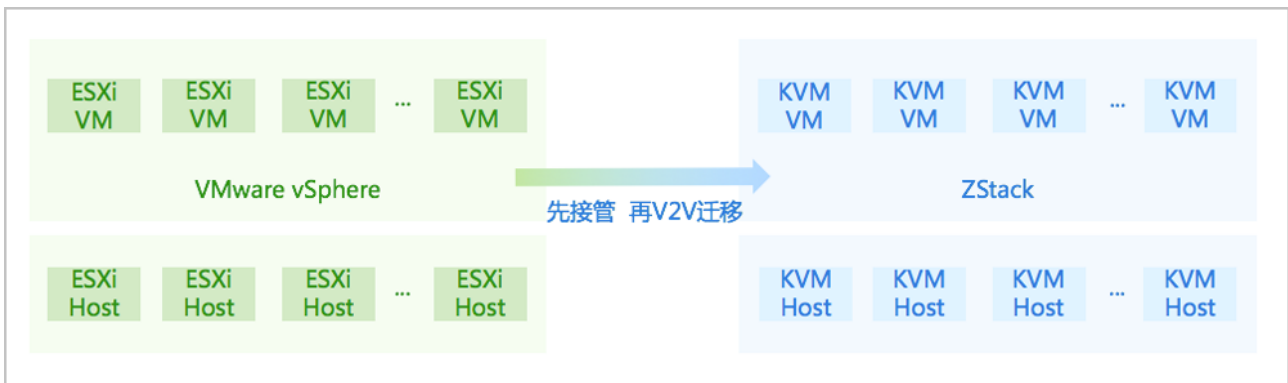 ESXi ESXi ESXi ... ESXi KVM KVM KVM ... KVM
VM VM VM VM VM VM VM VM
VMware vSphere ZStack
先接管 再V2V迁移
ESXi ESXi ESXi ... ESXi KVM KVM KVM ... KVM
Host Host Host Host Host Host Host Host